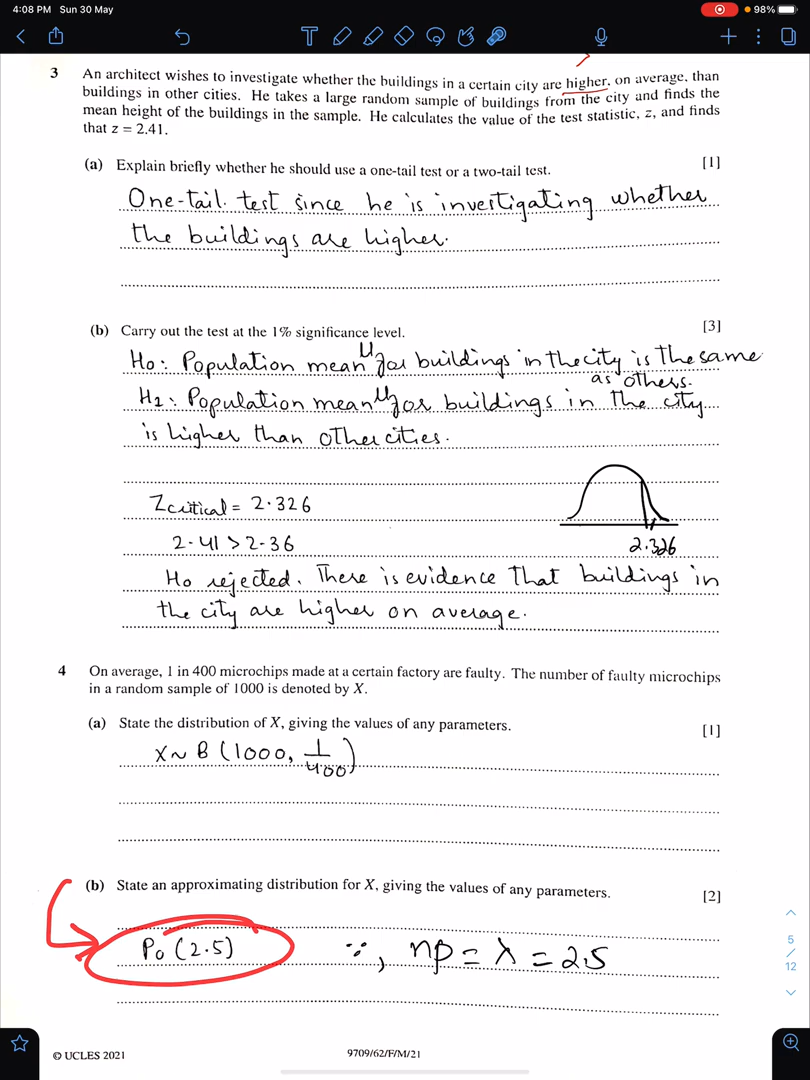 4:08 PM Sun 30 May
98%
3 An architect wishes to investigate whether the buildings in a certain city are higher, on average, than
buildings in other cities. He takes a large random sample of buildings from the city and finds the
mean height of the buildings in the sample. He calculates the value of the test statistic, z, and finds
that z = 2.41.
(a) Explain briefly whether he should use a one-tail test or a two-tail test. [1]
One-tail test since he is investigating whether
the buildings are higher.
(b) Carry out the test at the 1% significance level. [3]
H0: Population mean μ for buildings in the city is the same
as others.
H1: Population mean μ for buildings in the city
is higher than other cities.
Zcritical = 2.326
2.41 > 2.36
2.326
H0 rejected. There is evidence that buildings in
the city are higher on average.
4 On average, 1 in 400 microchips made at a certain factory are faulty. The number of faulty microchips
in a random sample of 1000 is denoted by X.
(a) State the distribution of X, giving the values of any parameters. [1]
X ~ B (1000, 1/400)
(b) State an approximating distribution for X, giving the values of any parameters. [2]
Po (2.5) ∵, np = λ = 2.5
5
/
12
© UCLES 2021 9709/62/F/M/21